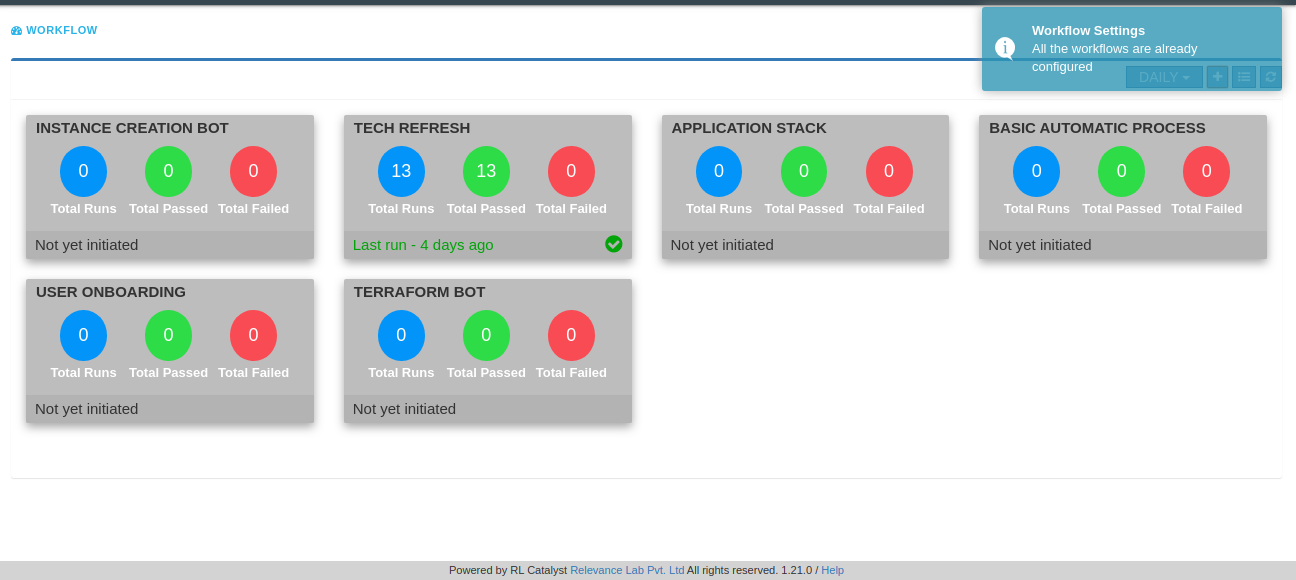 WORKFLOW
Workflow Settings
All the workflows are already
configured
DAILY
INSTANCE CREATION BOT
0 0 0
Total Runs Total Passed Total Failed
Not yet initiated
TECH REFRESH
13 13 0
Total Runs Total Passed Total Failed
Last run - 4 days ago
APPLICATION STACK
0 0 0
Total Runs Total Passed Total Failed
Not yet initiated
BASIC AUTOMATIC PROCESS
0 0 0
Total Runs Total Passed Total Failed
Not yet initiated
USER ONBOARDING
0 0 0
Total Runs Total Passed Total Failed
Not yet initiated
TERRAFORM BOT
0 0 0
Total Runs Total Passed Total Failed
Not yet initiated
Powered by RL Catalyst Relevance Lab Pvt. Ltd All rights reserved. 1.21.0 / Help